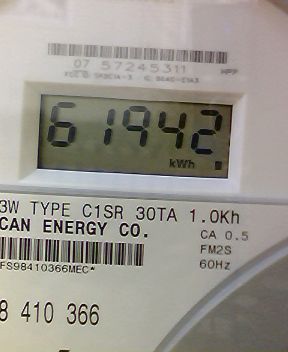 07 57245311
61942
kWh
3W TYPE C1SR 30TA 1.0Kh
CAN ENERGY CO.
CA 0.5
FM2S
FS98410366MEC*
60Hz
8 410 366